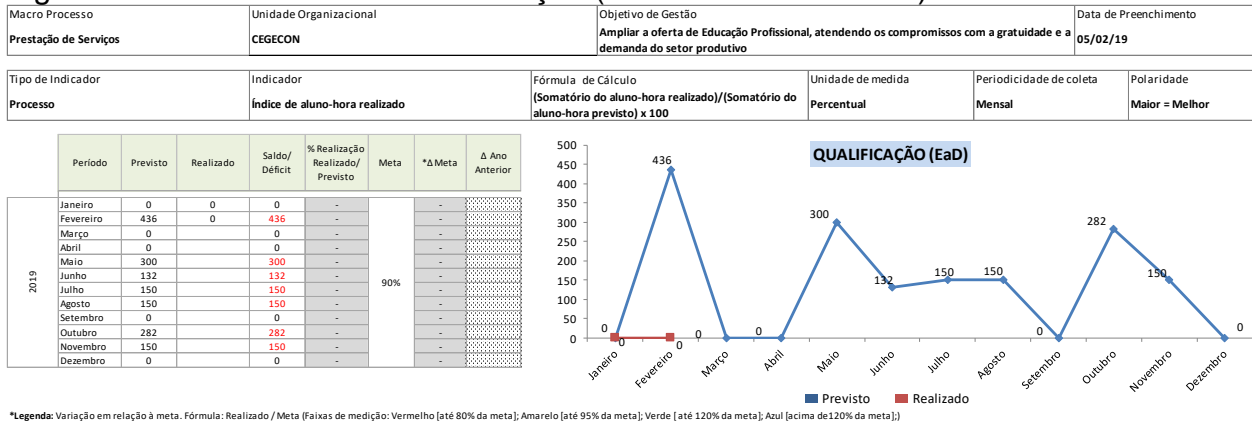 Macro Processo Unidade Organizacional Objetivo de Gestão Data de Preenchimento
Prestação de Serviços CEGECON Ampliar a oferta de Educação Profissional, atendendo os compromissos com a gratuidade e a demanda do setor produtivo 05/02/19
Tipo de Indicador Indicador Fórmula de Cálculo Unidade de medida Periodicidade de coleta Polaridade
Processo Índice de aluno-hora realizado (Somatório do aluno-hora realizado)/(Somatório do aluno-hora previsto) x 100 Percentual Mensal Maior = Melhor
Período Previsto Realizado Saldo/ Déficit % Realização Realizado/ Previsto Meta *Δ Meta Δ Ano Anterior
2019
Janeiro 0 0 0 - -
Fevereiro 436 0 436 - -
Março 0 0 - -
Abril 0 0 - -
Maio 300 300 - -
Junho 132 132 - -
90%
Julho 150 150 - -
Agosto 150 150 - -
Setembro 0 0 - -
Outubro 282 282 - -
Novembro 150 150 - -
Dezembro 0 0 - -
QUALIFICAÇÃO (EaD)
500
450
400
350
300
250
200
150
100
50
0
0 436 0 0 300 132 150 150 0 282 150 0
0 0
Janeiro Fevereiro Março Abril Maio Junho Julho Agosto Setembro Outubro Novembro Dezembro
Previsto Realizado
*Legenda: Variação em relação à meta. Fórmula: Realizado / Meta (Faixas de medição: Vermelho [até 80% da meta]; Amarelo [até 95% da meta]; Verde [ até 120% da meta]; Azul [acima de120% da meta];)